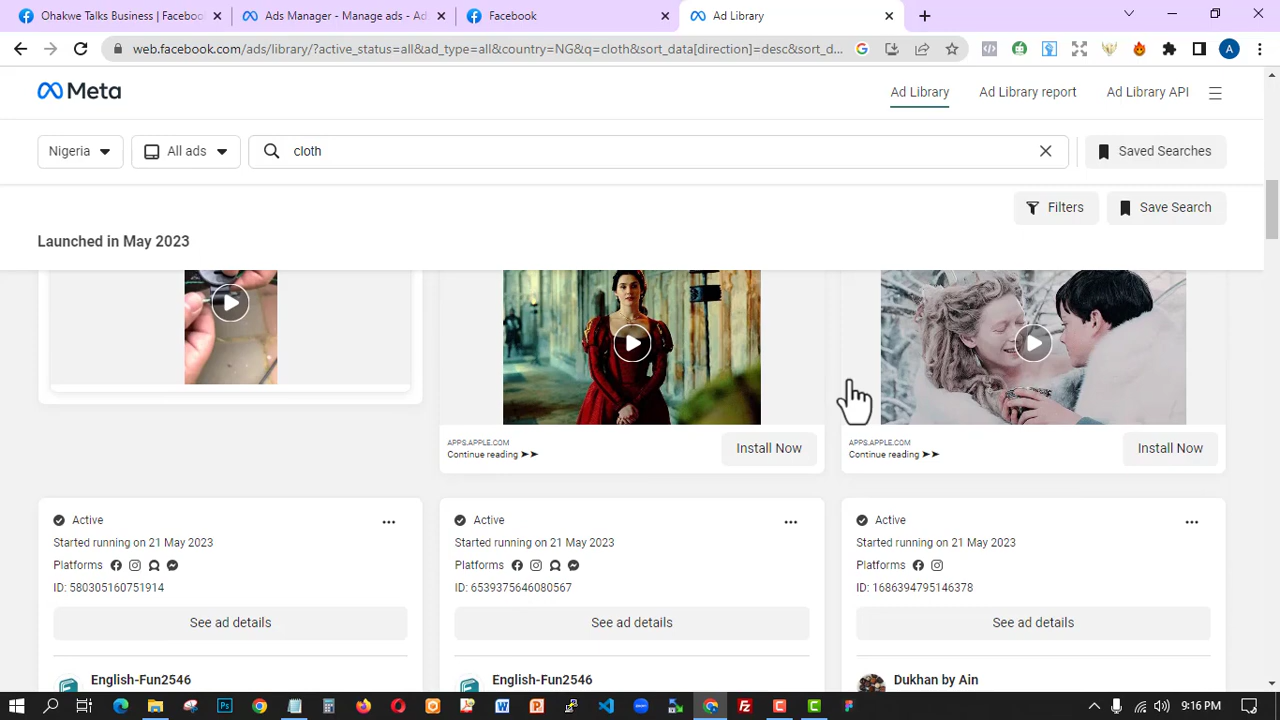 Ohakwe Talks Business | Facebook
Ads Manager - Manage ads - Ad
Facebook
Ad Library
web.facebook.com/ads/library/?active_status=all&ad_type=all&country=NG&q=cloth&sort_data[direction]=desc&sort_d...
A
Meta
Ad Library
Ad Library report
Ad Library API
Nigeria
All ads
cloth
Saved Searches
Filters
Save Search
Launched in May 2023
APPS.APPLE.COM
Continue reading ➤➤
Install Now
APPS.APPLE.COM
Continue reading ➤➤
Install Now
Active
Started running on 21 May 2023
Platforms
ID: 580305160751914
See ad details
English-Fun2546
Active
Started running on 21 May 2023
Platforms
ID: 6539375646080567
See ad details
English-Fun2546
Active
Started running on 21 May 2023
Platforms
ID: 1686394795146378
See ad details
Dukhan by Ain
9:16 PM